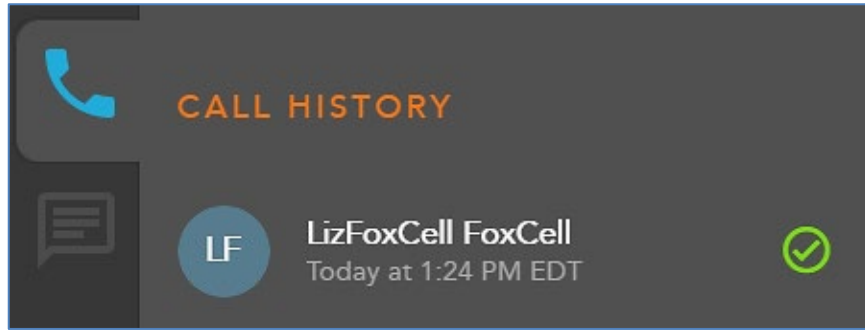 CALL HISTORY
LF
LizFoxCell FoxCell
Today at 1:24 PM EDT